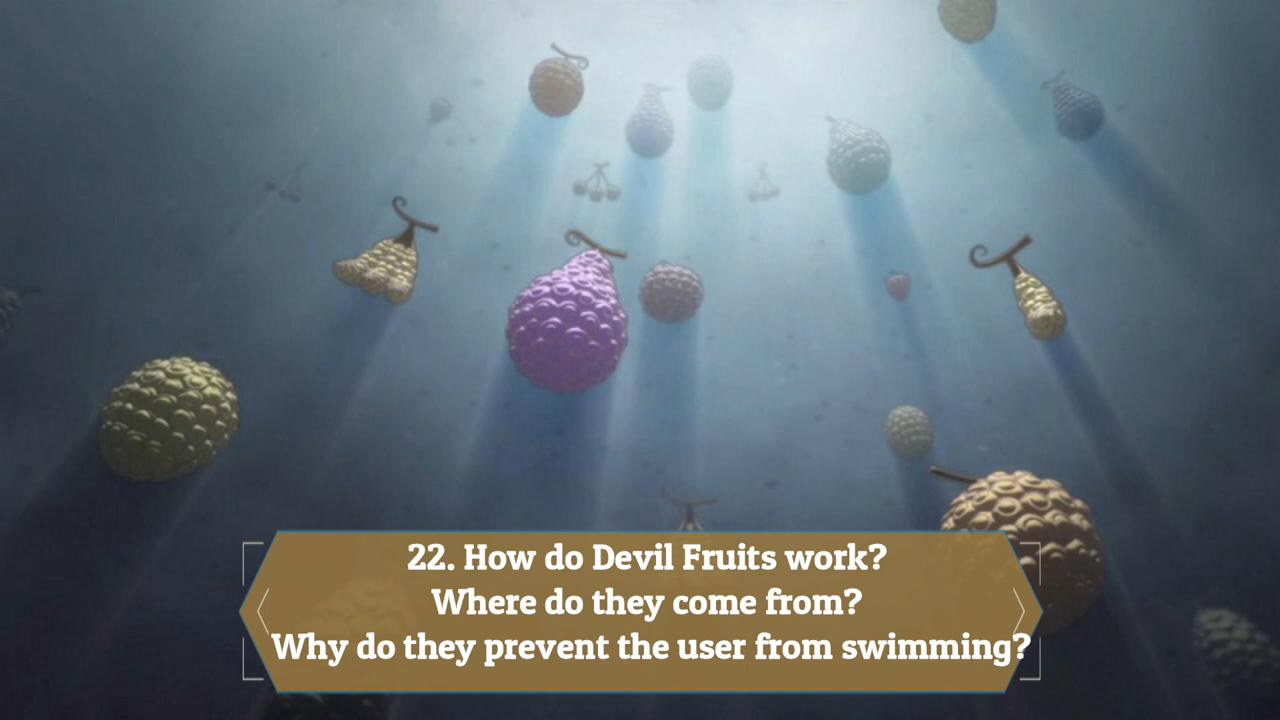 22. How do Devil Fruits work?
Where do they come from?
Why do they prevent the user from swimming?